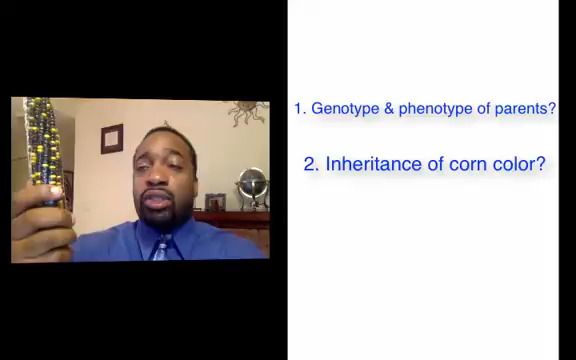 1. Genotype & phenotype of parents?
2. Inheritance of corn color?